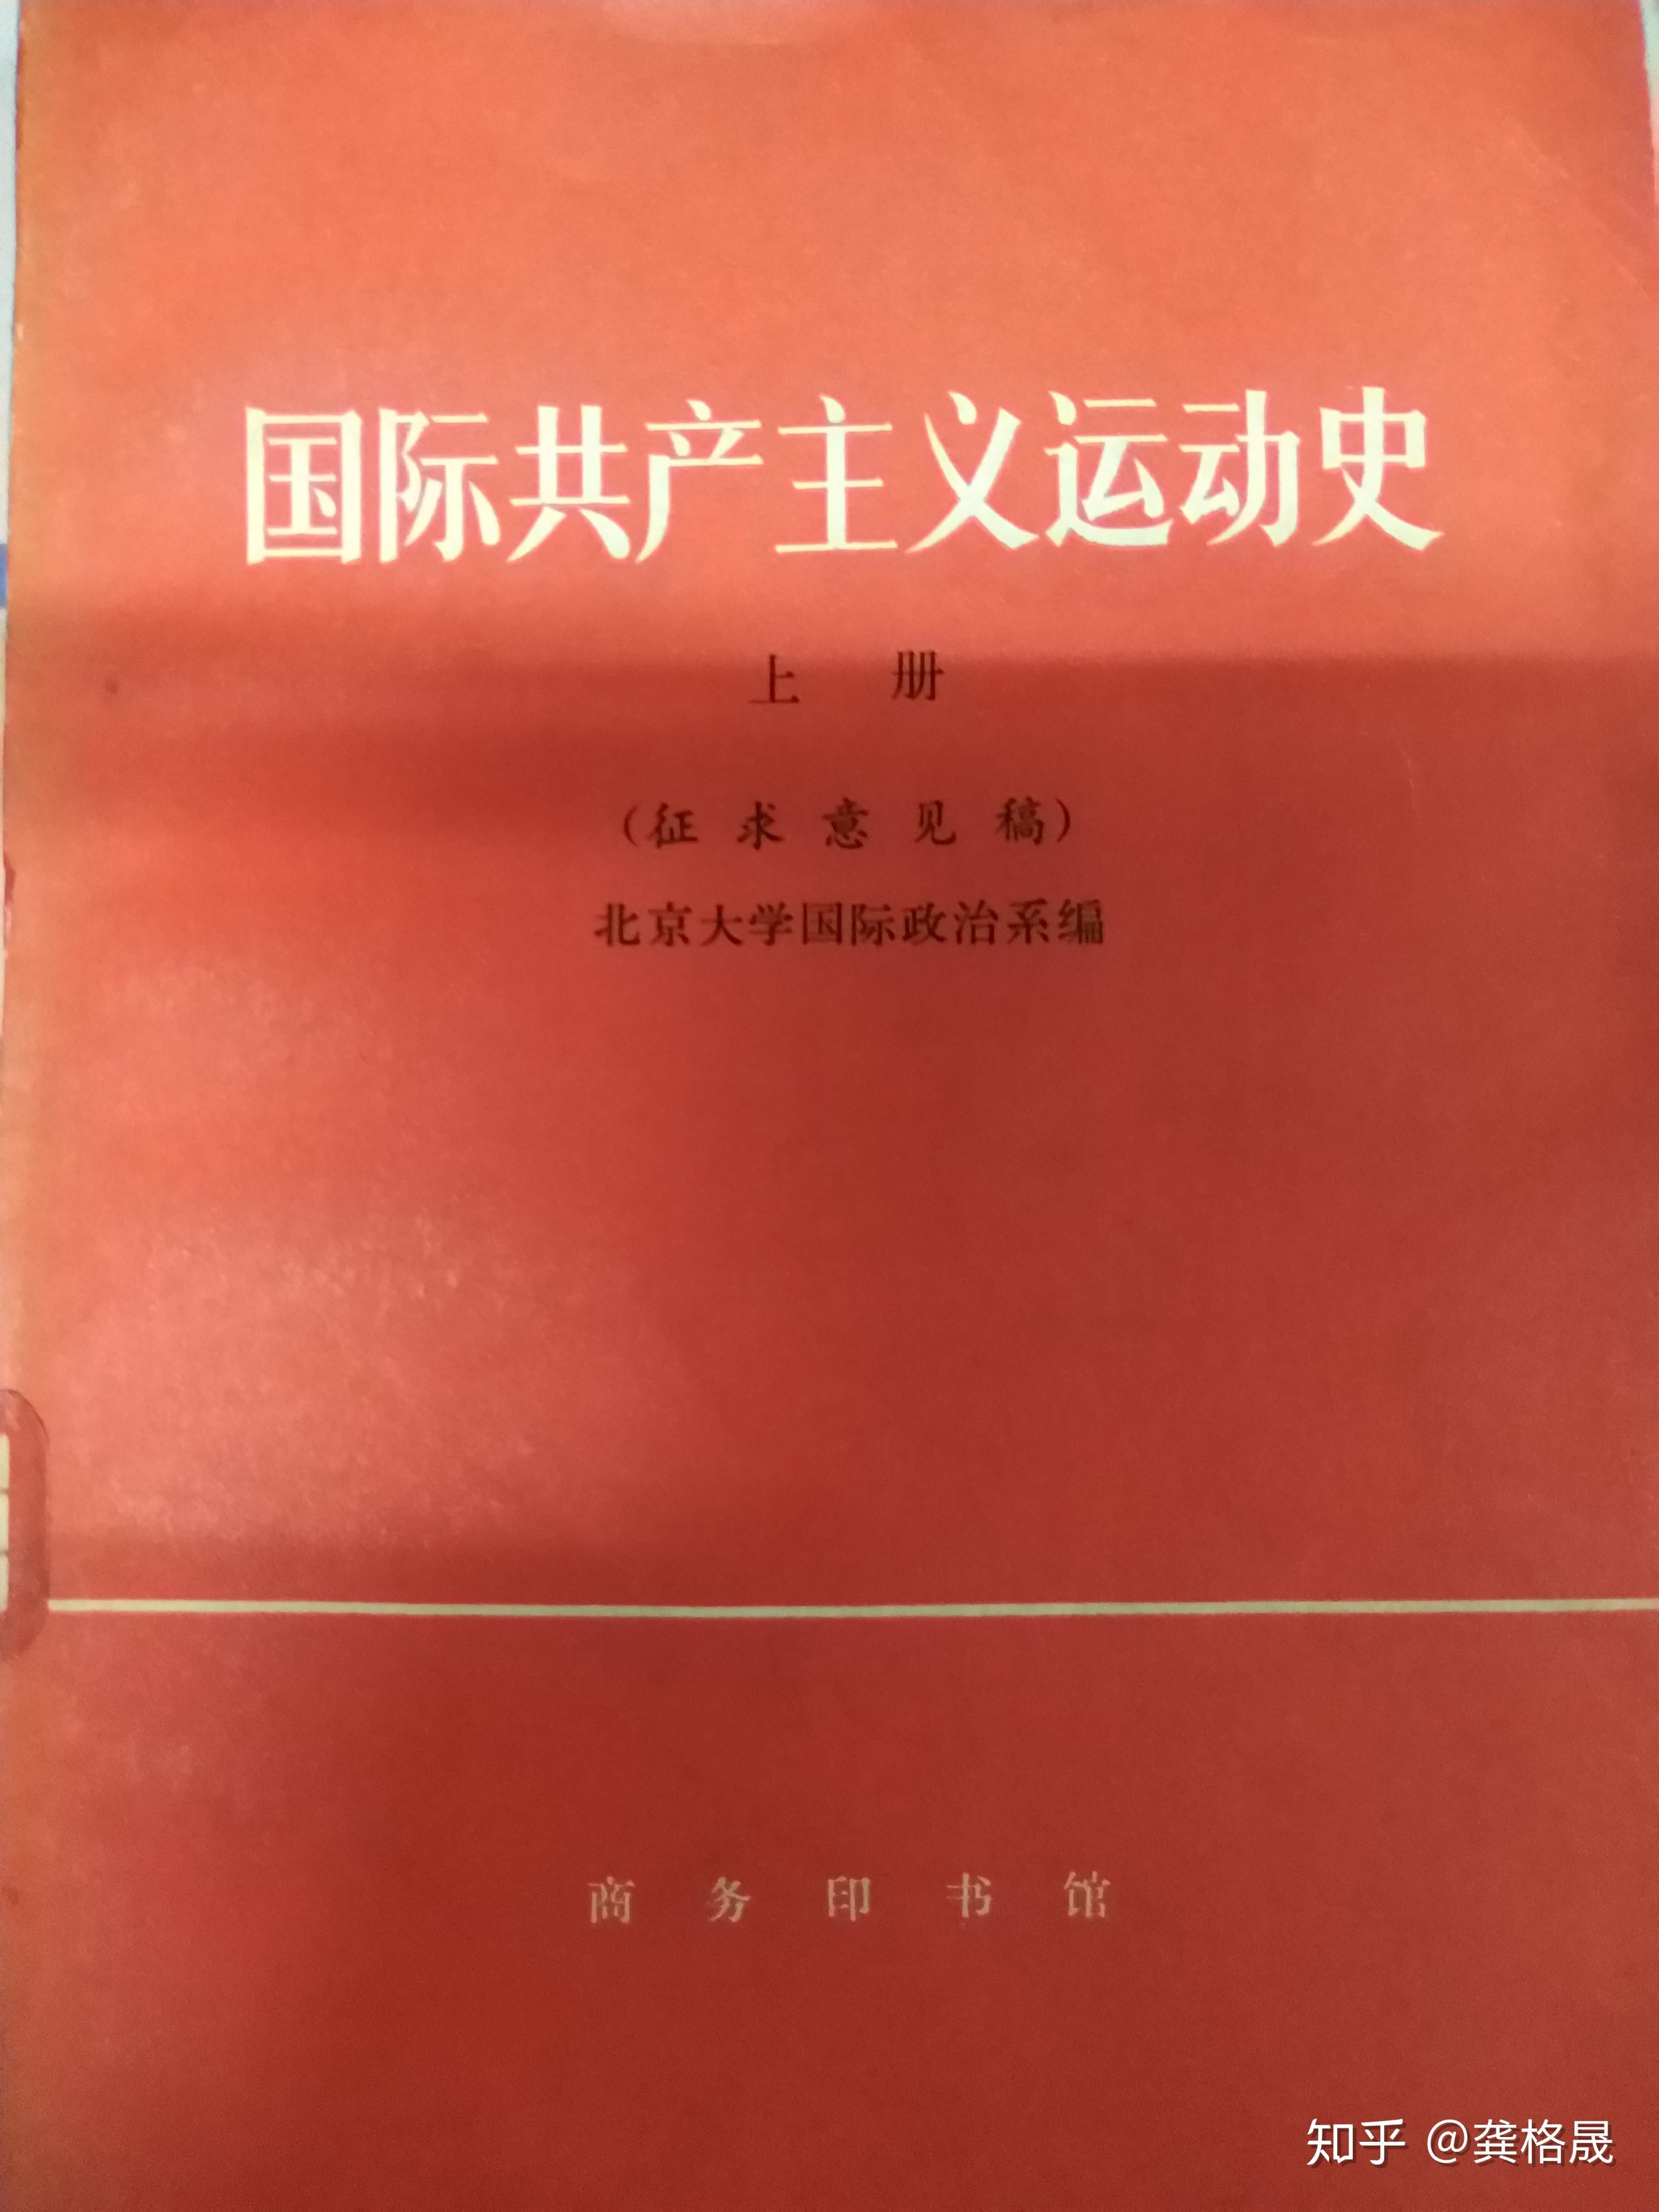 国际共产主义运动史
上册
（征求意见稿）
北京大学国际政治系编
商务印书馆
知乎 @龚格晟